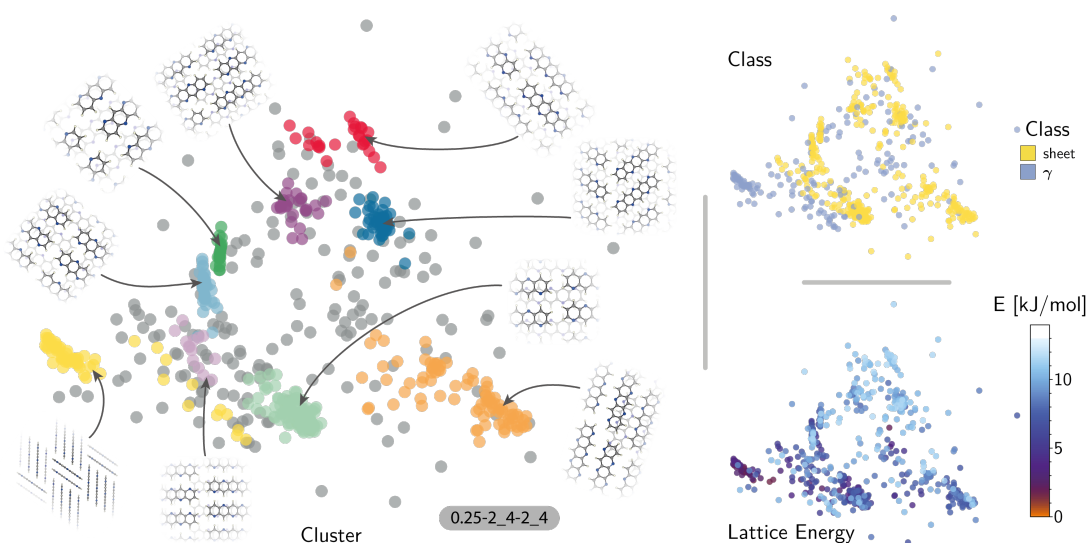 Class
Class
sheet
γ
E [kJ/mol]
10
5
0
Cluster
0.25-2_4-2_4
Lattice Energy